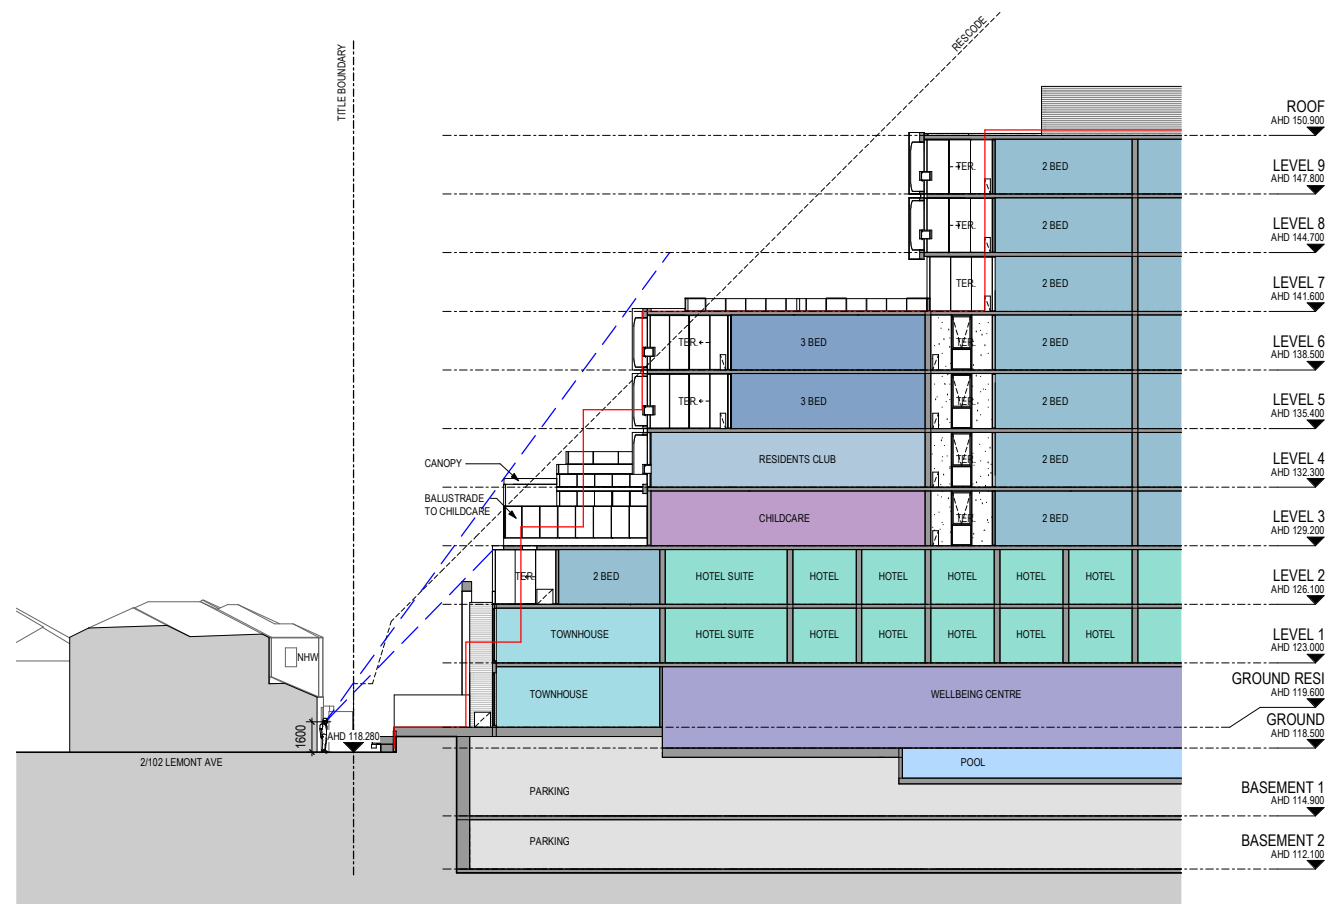 TITLE BOUNDARY
RESCODE
ROOF
AHD 150.900
TER.
2 BED
LEVEL 9
AHD 147.800
TER.
2 BED
LEVEL 8
AHD 144.700
TER.
2 BED
LEVEL 7
AHD 141.600
TER.
3 BED
TER.
2 BED
LEVEL 6
AHD 138.500
TER.
3 BED
TER.
2 BED
LEVEL 5
AHD 135.400
CANOPY
RESIDENTS CLUB
TER.
2 BED
LEVEL 4
AHD 132.300
BALUSTRADE
TO CHILDCARE
CHILDCARE
TER.
2 BED
LEVEL 3
AHD 129.200
TER.
2 BED
HOTEL SUITE
HOTEL
HOTEL
HOTEL
HOTEL
HOTEL
LEVEL 2
AHD 126.100
TOWNHOUSE
HOTEL SUITE
HOTEL
HOTEL
HOTEL
HOTEL
HOTEL
LEVEL 1
AHD 123.000
NHW
TOWNHOUSE
WELLBEING CENTRE
GROUND RESI
AHD 119.600
GROUND
AHD 118.500
1600
AHD 118.280
2/102 LEMONT AVE
POOL
PARKING
BASEMENT 1
AHD 114.900
PARKING
BASEMENT 2
AHD 112.100